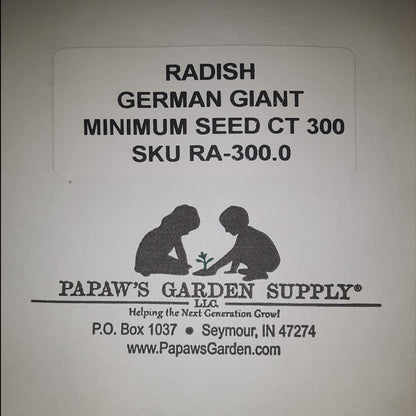 RADISH
GERMAN GIANT
MINIMUM SEED CT 300
SKU RA-300.0
PAPAW'S GARDEN SUPPLY®
LLC.
Helping the Next Generation Grow!
P.O. Box 1037 • Seymour, IN 47274
www.PapawsGarden.com